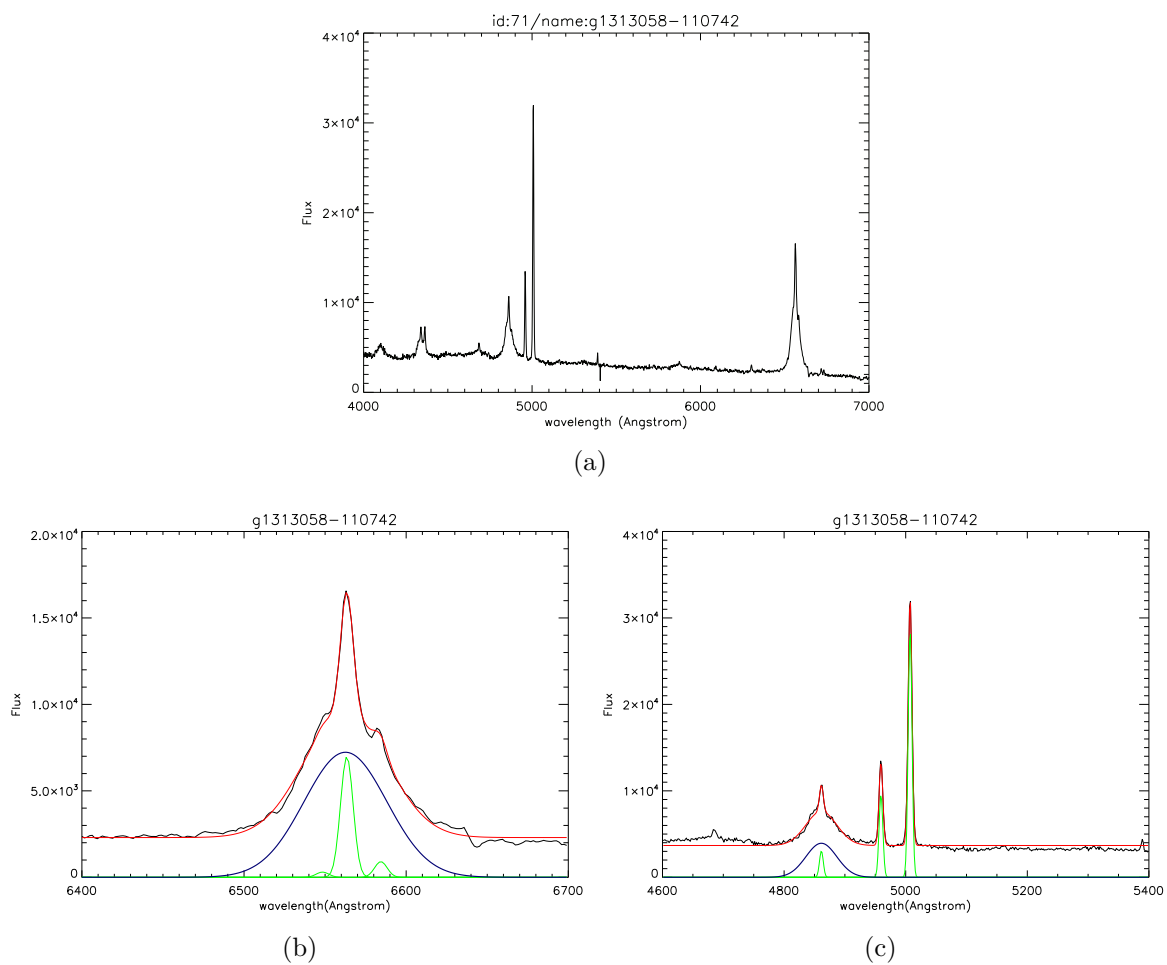 id:71/name:g1313058-110742
4×10⁴
3×10⁴
2×10⁴
1×10⁴
0
Flux
4000 5000 6000 7000
wavelength (Angstrom)
(a)
g1313058-110742
2.0×10⁴
1.5×10⁴
1.0×10⁴
5.0×10³
0
Flux
6400 6500 6600 6700
wavelength(Angstrom)
(b)
g1313058-110742
4×10⁴
3×10⁴
2×10⁴
1×10⁴
0
Flux
4600 4800 5000 5200 5400
wavelength(Angstrom)
(c)